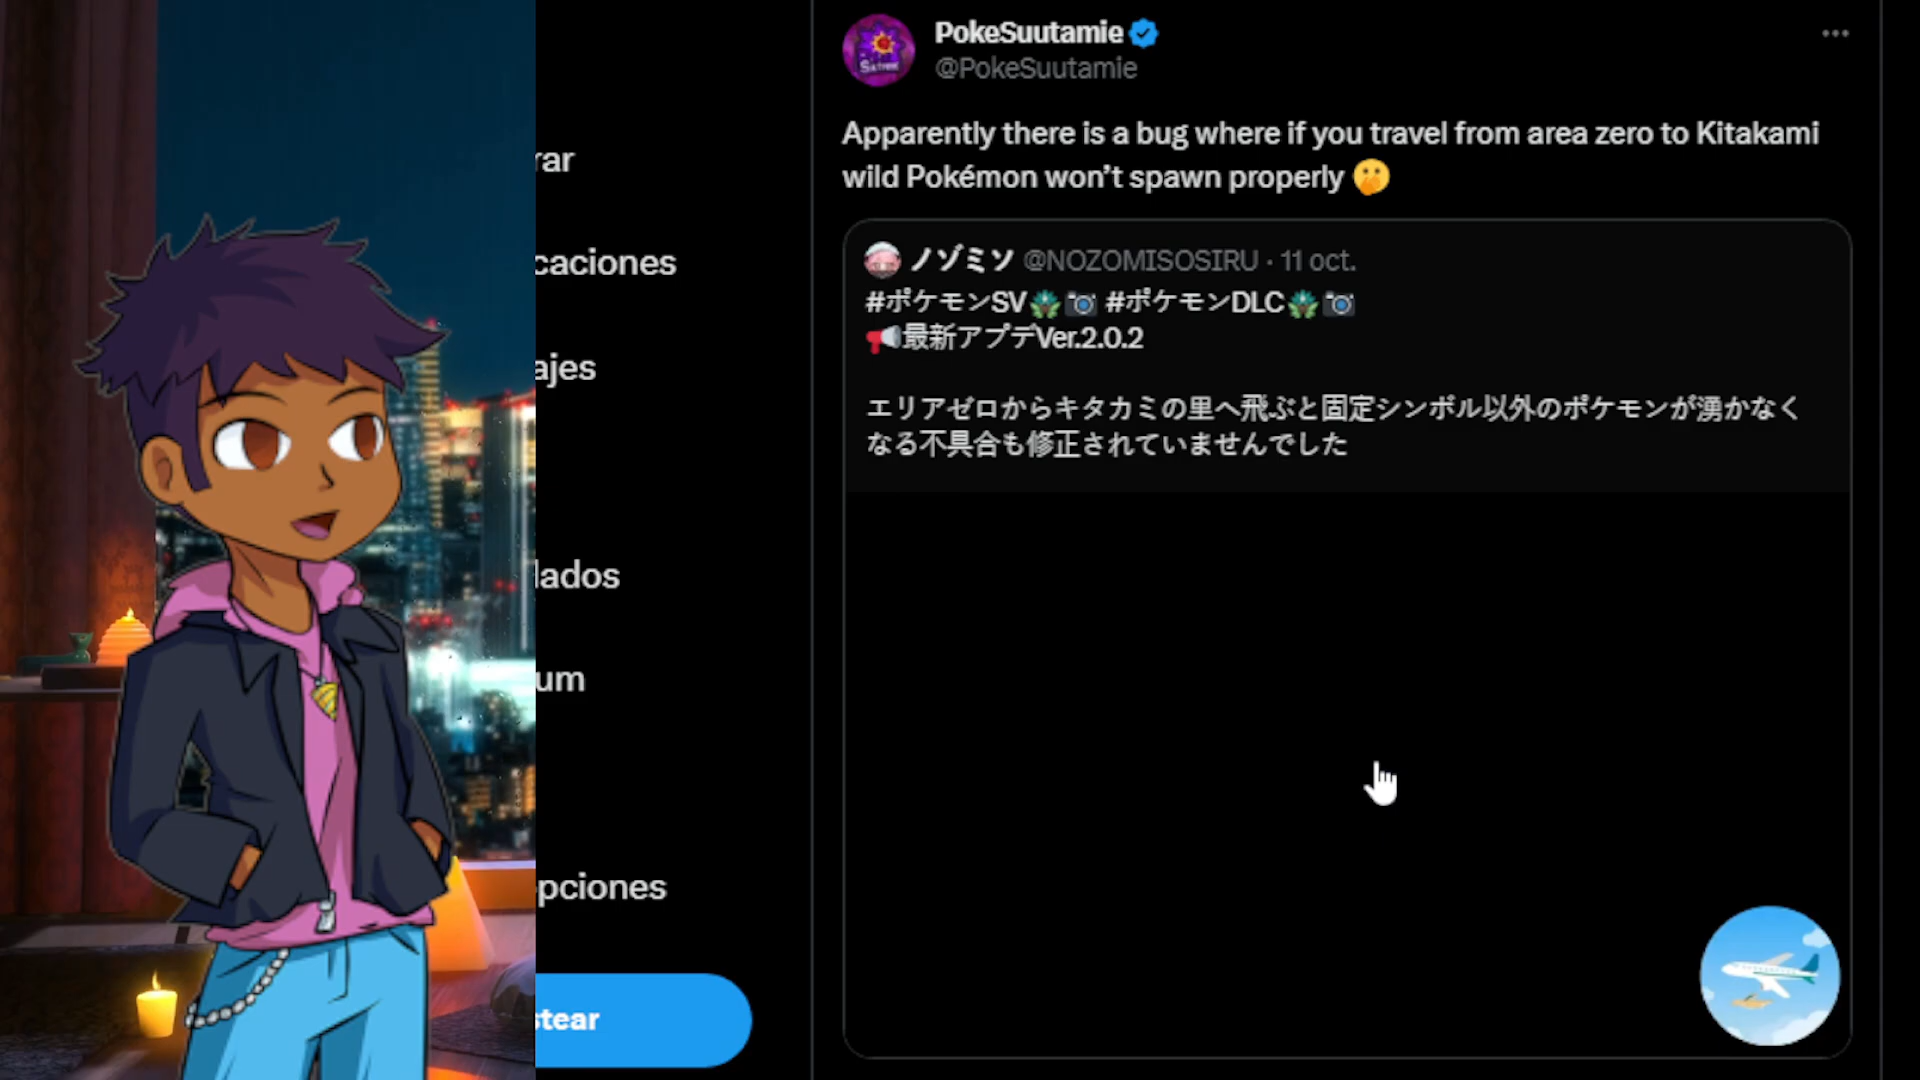 PokeSuutamie
@PokeSuutamie
Apparently there is a bug where if you travel from area zero to Kitakami
wild Pokémon won’t spawn properly 🤭
ノゾミソ @NOZOMISOSIRU · 11 oct.
#ポケモンSV #ポケモンDLC
📢最新アプデVer.2.0.2
エリアゼロからキタカミの里へ飛ぶと固定シンボル以外のポケモンが湧かなく
なる不具合も修正されていませんでした
rar
caciones
ajes
lados
um
pciones
stear